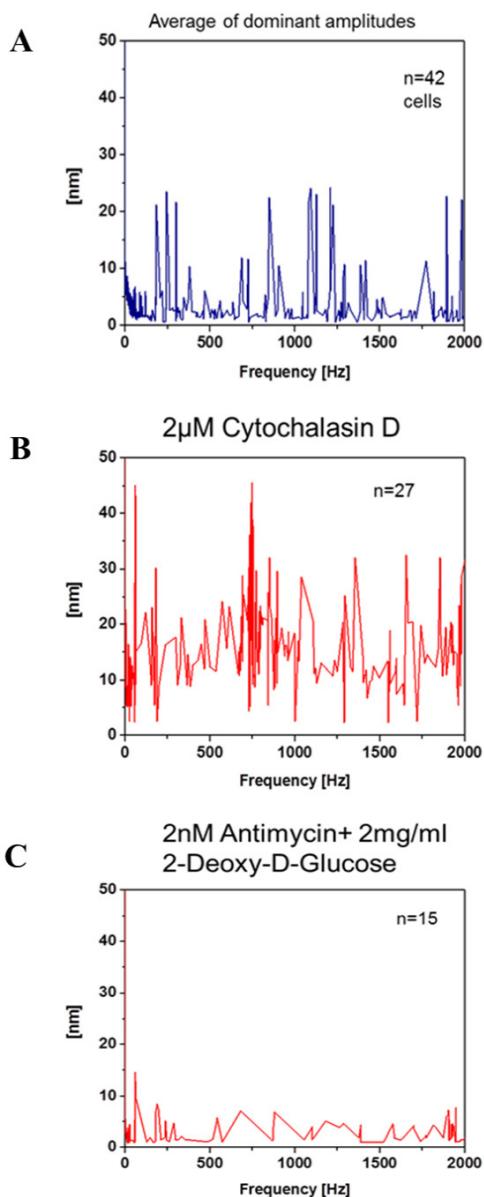 A
Average of dominant amplitudes
50
n=42
cells
40
30
[nm]
20
10
0
0 500 1000 1500 2000
Frequency [Hz]
B
2μM Cytochalasin D
50
n=27
40
30
[nm]
20
10
0
0 500 1000 1500 2000
Frequency [Hz]
C
2nM Antimycin+ 2mg/ml
2-Deoxy-D-Glucose
50
n=15
40
30
[nm]
20
10
0
0 500 1000 1500 2000
Frequency [Hz]